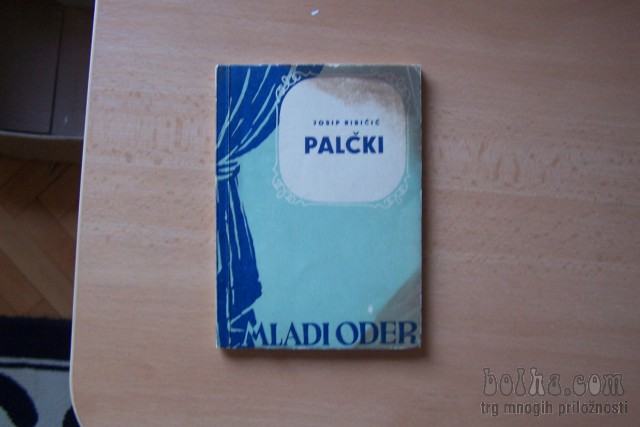 JOSIP RIBIČIČ
PALČKI
MLADI ODER
bolha.com
trg mnogih priložnosti